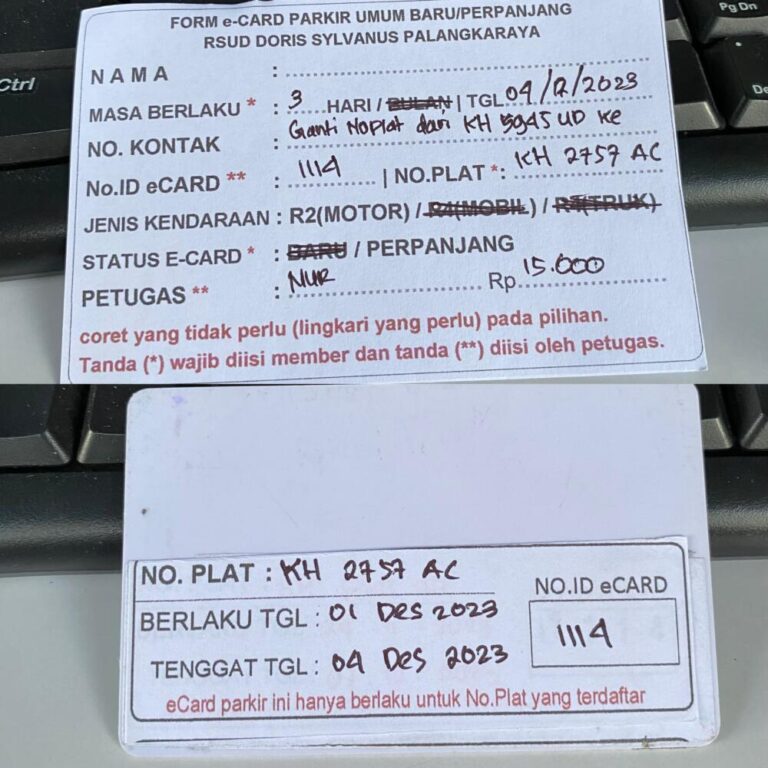 Ctrl
Pg Dn
De
FORM e-CARD PARKIR UMUM BARU/PERPANJANG
RSUD DORIS SYLVANUS PALANGKARAYA
NAMA :
MASA BERLAKU * : 3 HARI / BULAN | TGL 04/12/2023
NO. KONTAK : Ganti Noplat dari KH 5945 UD ke
No.ID eCARD ** : 1114 | NO.PLAT *: KH 2757 AC
JENIS KENDARAAN : R2(MOTOR) / R4(MOBIL) / R4(TRUK)
STATUS E-CARD * : BARU / PERPANJANG
PETUGAS ** : NUR Rp 15.000
coret yang tidak perlu (lingkari yang perlu) pada pilihan.
Tanda (*) wajib diisi member dan tanda (**) diisi oleh petugas.
NO. PLAT : KH 2757 AC
NO.ID eCARD
BERLAKU TGL : 01 Des 2023
1114
TENGGAT TGL : 04 Des 2023
eCard parkir ini hanya berlaku untuk No.Plat yang terdaftar